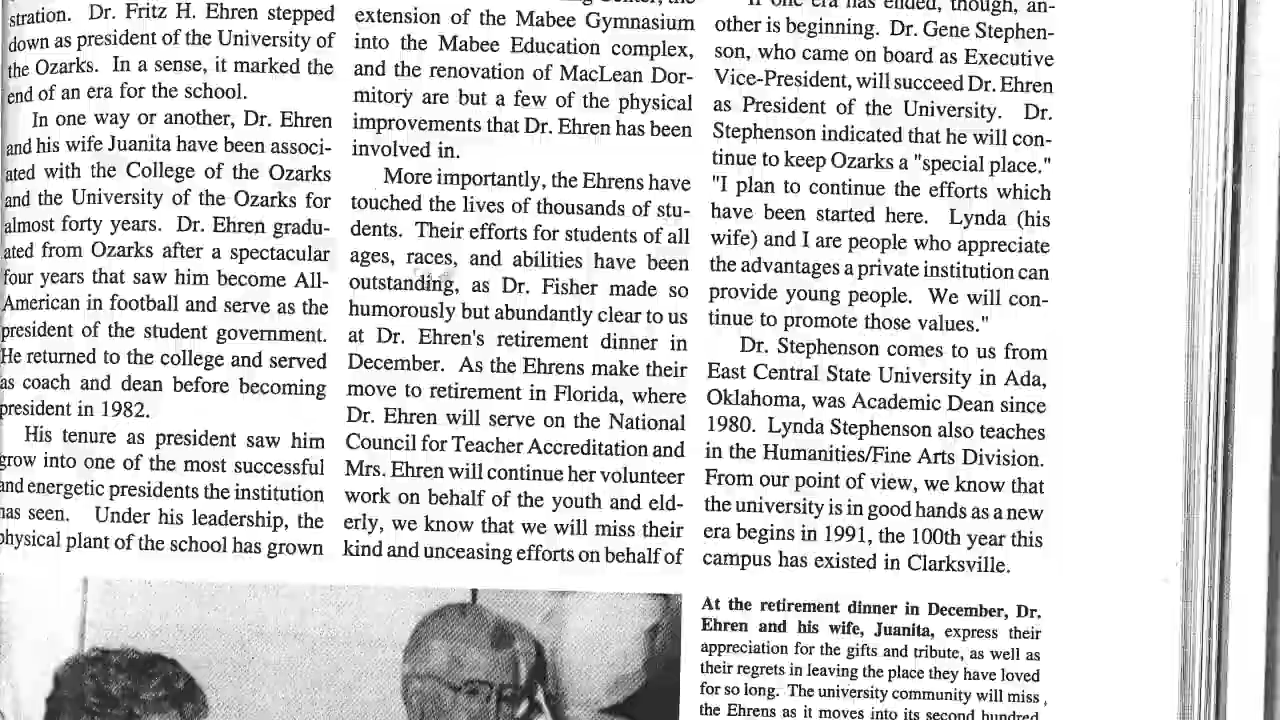 stration. Dr. Fritz H. Ehren stepped
down as president of the University of
the Ozarks. In a sense, it marked the
end of an era for the school.
In one way or another, Dr. Ehren
and his wife Juanita have been associ-
ated with the College of the Ozarks
and the University of the Ozarks for
almost forty years. Dr. Ehren gradu-
ated from Ozarks after a spectacular
four years that saw him become All-
American in football and serve as the
president of the student government.
He returned to the college and served
as coach and dean before becoming
president in 1982.
His tenure as president saw him
grow into one of the most successful
and energetic presidents the institution
has seen. Under his leadership, the
physical plant of the school has grown
extension of the Mabee Gymnasium
into the Mabee Education complex,
and the renovation of MacLean Dor-
mitory are but a few of the physical
improvements that Dr. Ehren has been
involved in.
More importantly, the Ehrens have
touched the lives of thousands of stu-
dents. Their efforts for students of all
ages, races, and abilities have been
outstanding, as Dr. Fisher made so
humorously but abundantly clear to us
at Dr. Ehren's retirement dinner in
December. As the Ehrens make their
move to retirement in Florida, where
Dr. Ehren will serve on the National
Council for Teacher Accreditation and
Mrs. Ehren will continue her volunteer
work on behalf of the youth and eld-
erly, we know that we will miss their
kind and unceasing efforts on behalf of
If one era has ended, though, an-
other is beginning. Dr. Gene Stephen-
son, who came on board as Executive
Vice-President, will succeed Dr. Ehren
as President of the University. Dr.
Stephenson indicated that he will con-
tinue to keep Ozarks a "special place."
"I plan to continue the efforts which
have been started here. Lynda (his
wife) and I are people who appreciate
the advantages a private institution can
provide young people. We will con-
tinue to promote those values."
Dr. Stephenson comes to us from
East Central State University in Ada,
Oklahoma, was Academic Dean since
1980. Lynda Stephenson also teaches
in the Humanities/Fine Arts Division.
From our point of view, we know that
the university is in good hands as a new
era begins in 1991, the 100th year this
campus has existed in Clarksville.
At the retirement dinner in December, Dr.
Ehren and his wife, Juanita, express their
appreciation for the gifts and tribute, as well as
their regrets in leaving the place they have loved
for so long. The university community will miss
the Ehrens as it moves into its second hundred